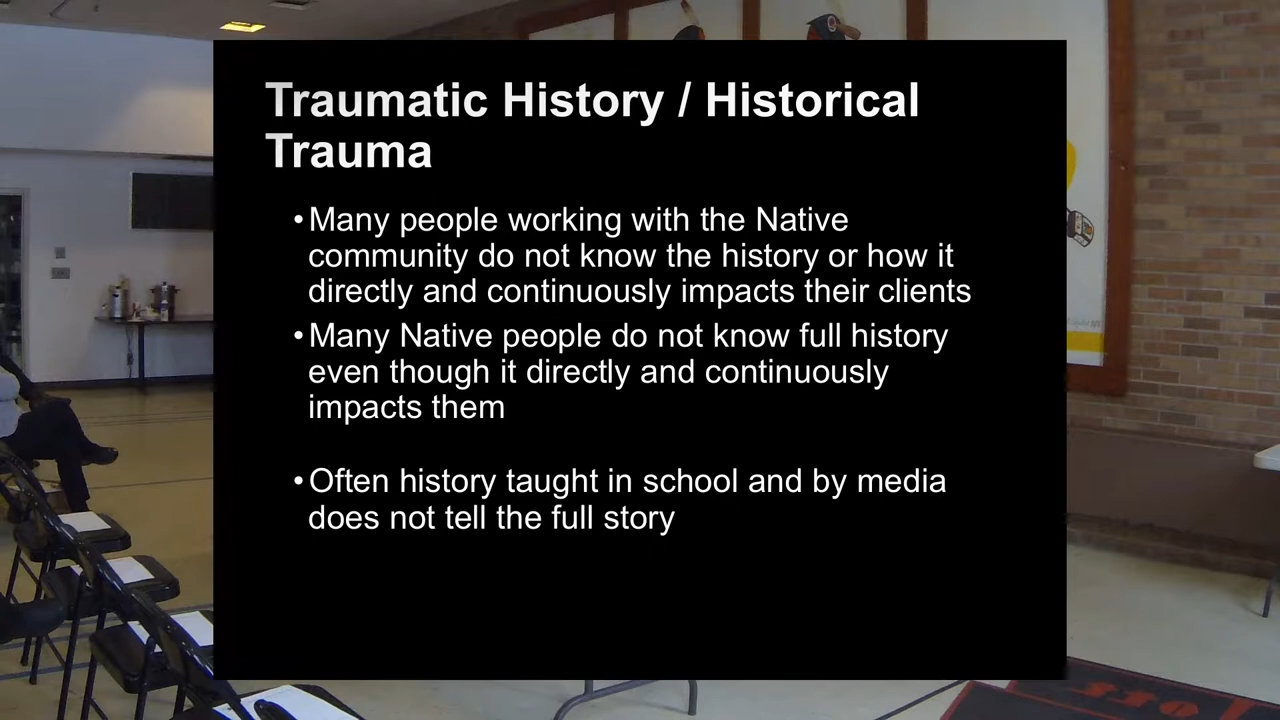 Traumatic History / Historical
Trauma
•Many people working with the Native
community do not know the history or how it
directly and continuously impacts their clients
•Many Native people do not know full history
even though it directly and continuously
impacts them
•Often history taught in school and by media
does not tell the full story